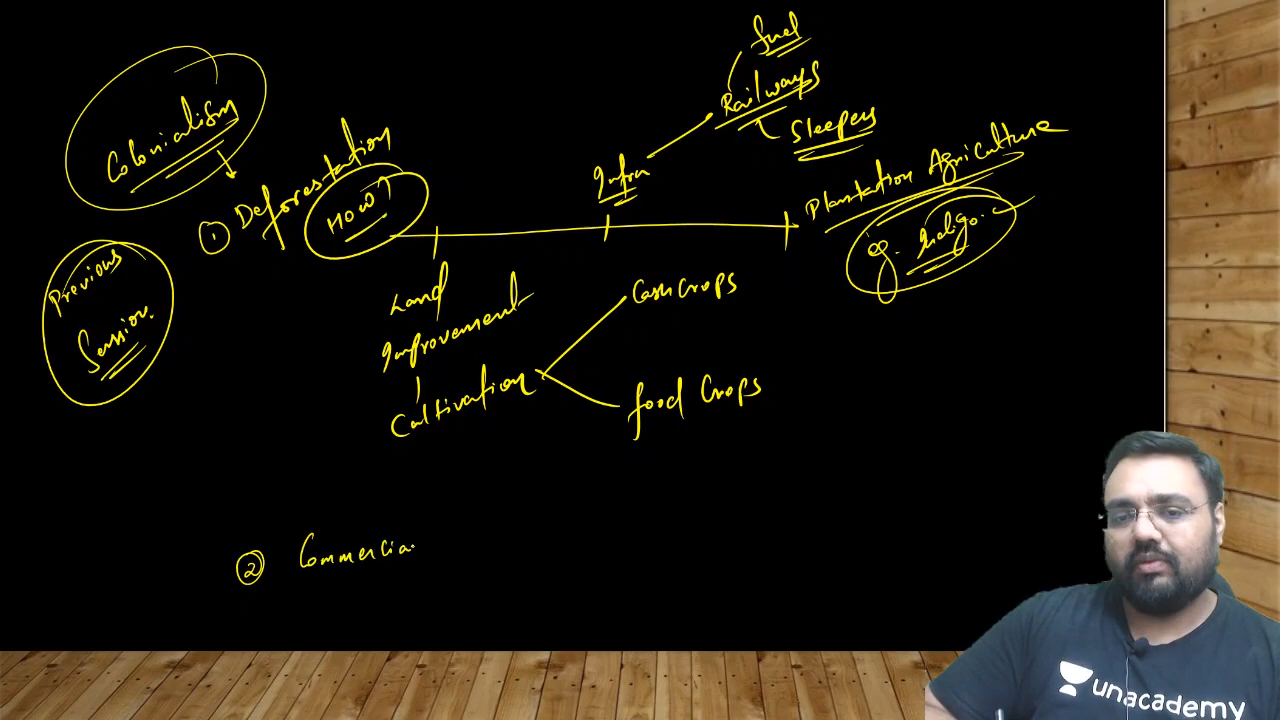 Colonialism
① Deforestation
HOW?
Previous
Session.
Land
Improvement
Cultivation
Cash Crops
food Crops
Infra
Railways
fuel
Sleepers
Plantation Agriculture
eg. Indigo.
② Commercia
unacademy